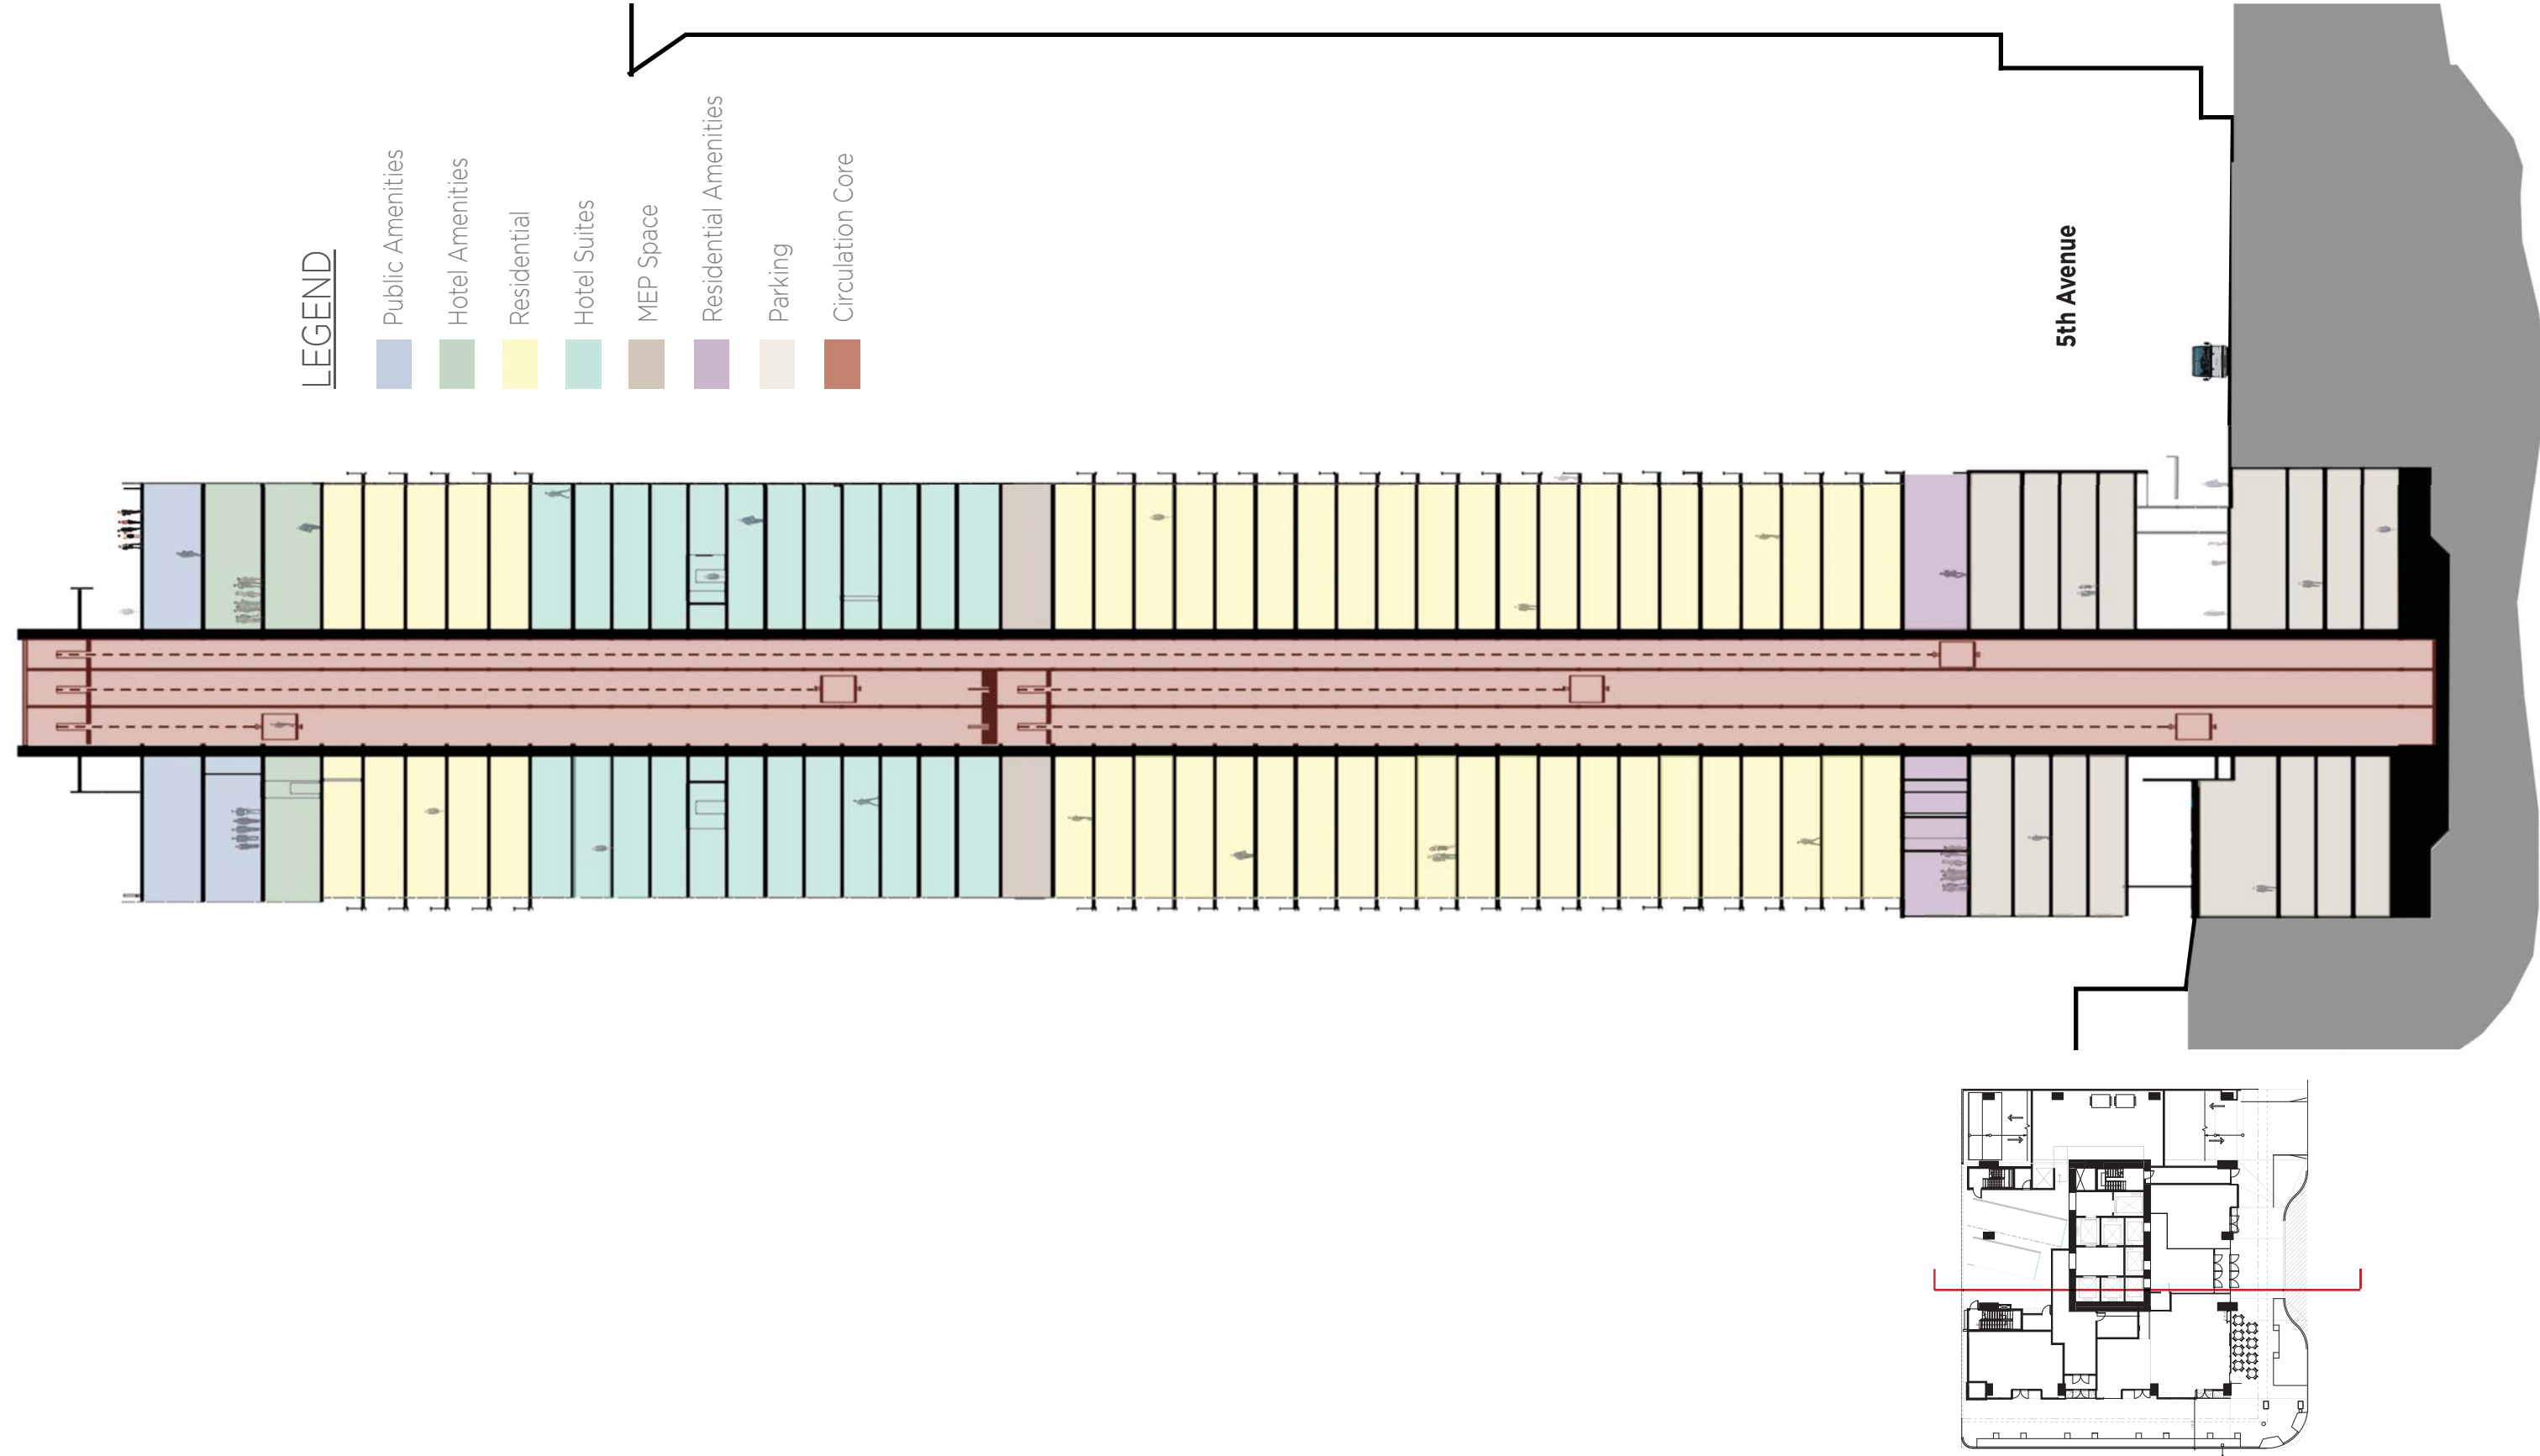 LEGEND
Public Amenities
Hotel Amenities
Residential
Hotel Suites
MEP Space
Residential Amenities
Parking
Circulation Core
5th Avenue